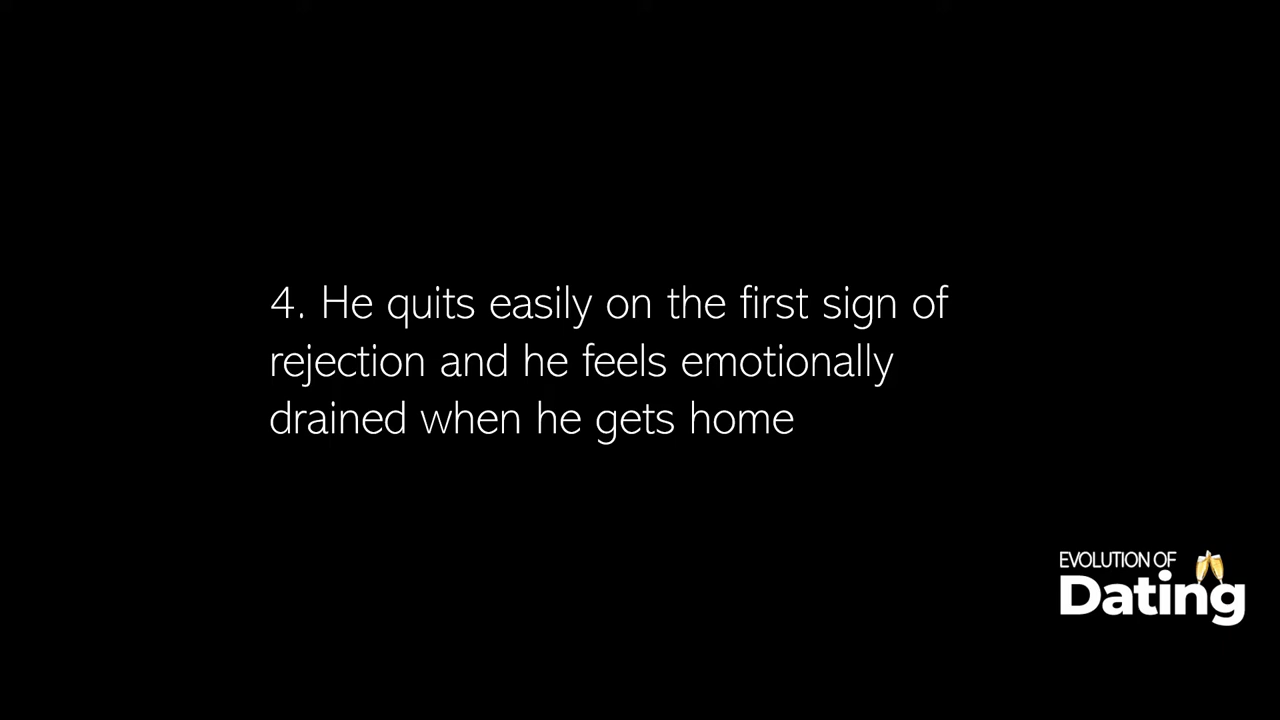 4. He quits easily on the first sign of
rejection and he feels emotionally
drained when he gets home
EVOLUTION OF
Dating